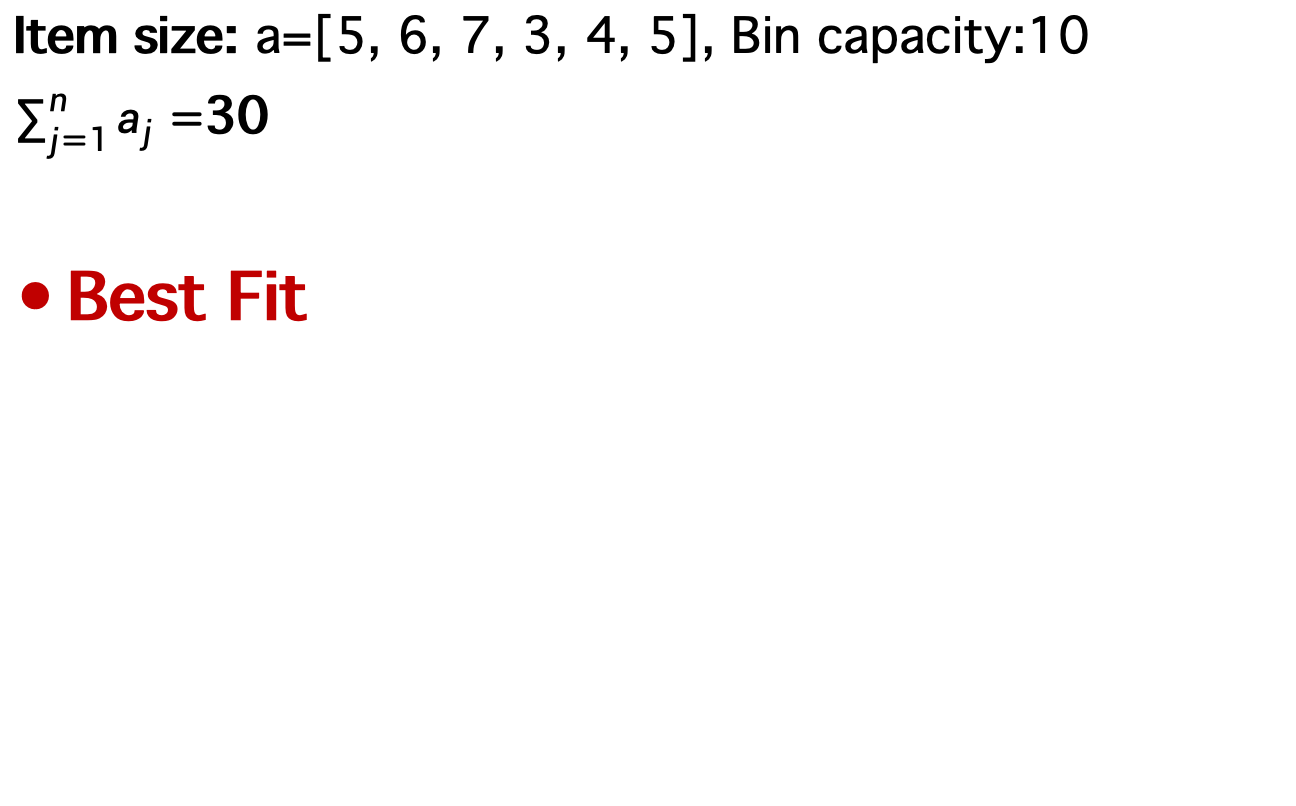 Item size: a=[5, 6, 7, 3, 4, 5], Bin capacity:10
∑ⁿⱼ₌₁ aⱼ =30
• Best Fit